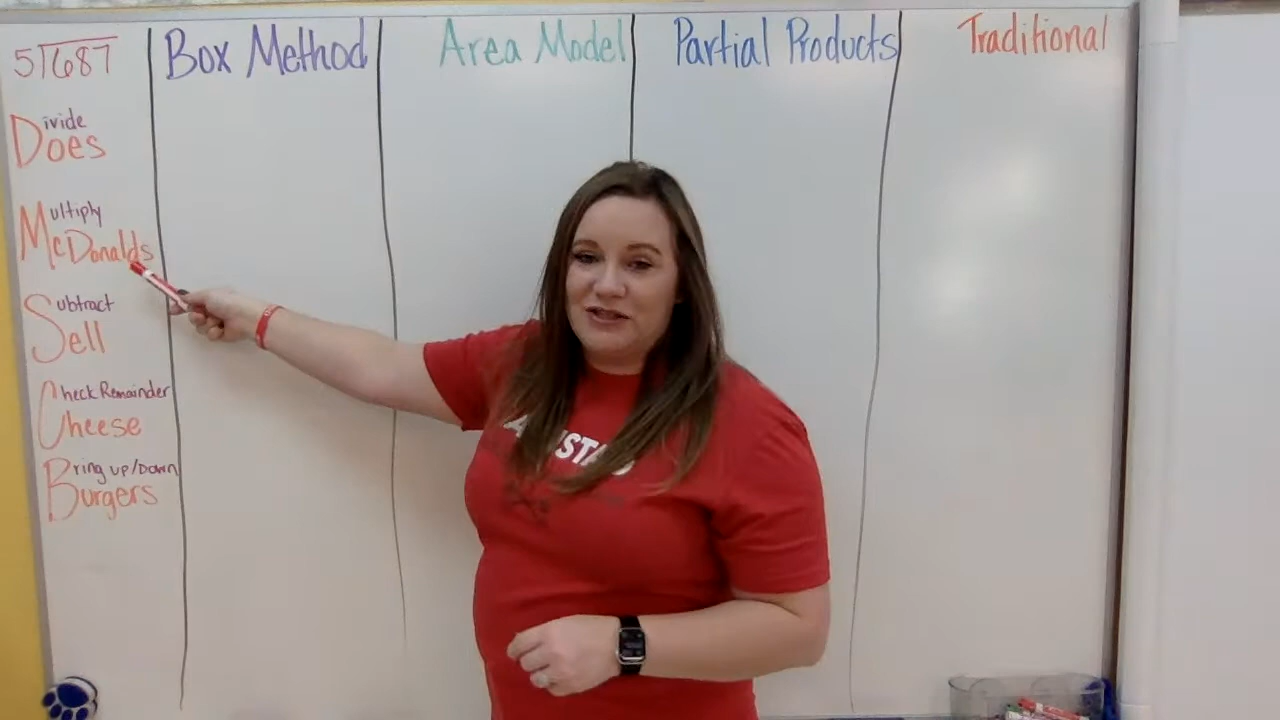 5)687
Box Method
Area Model
Partial Products
Traditional
Divide
Does
Multiply
McDonalds
Subtract
Sell
Check Remainder
Cheese
Bring up/Down
Burgers